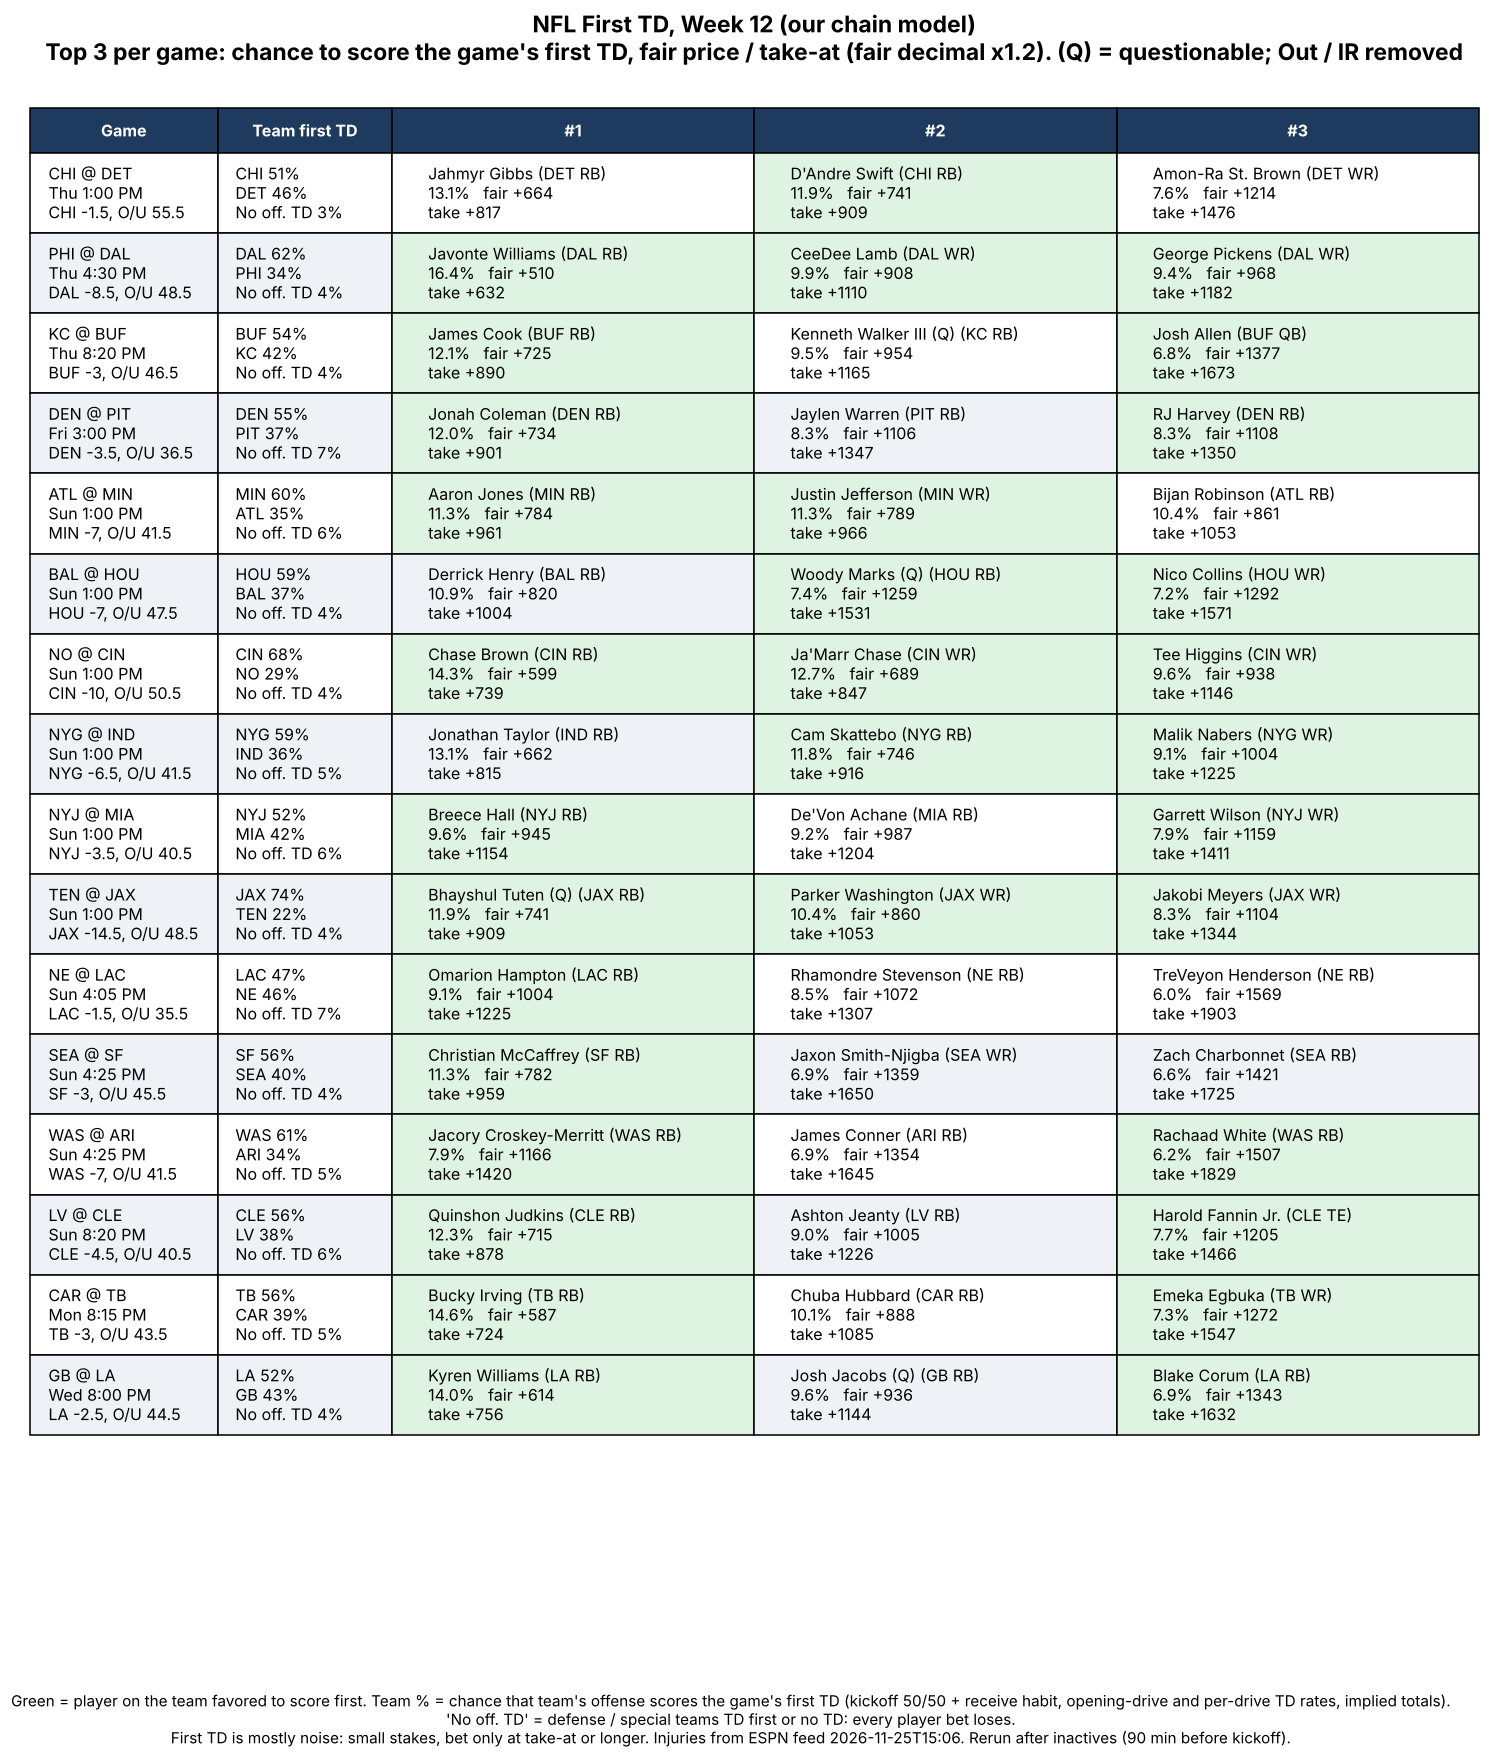 NFL First TD, Week 12 (our chain model)
Top 3 per game: chance to score the game's first TD, fair price / take-at (fair decimal x1.2). (Q) = questionable; Out / IR removed
Game Team first TD #1 #2 #3
CHI @ DET CHI 51% Jahmyr Gibbs (DET RB) D'Andre Swift (CHI RB) Amon-Ra St. Brown (DET WR)
Thu 1:00 PM DET 46% 13.1% fair +664 11.9% fair +741 7.6% fair +1214
CHI -1.5, O/U 55.5 No off. TD 3% take +817 take +909 take +1476
PHI @ DAL DAL 62% Javonte Williams (DAL RB) CeeDee Lamb (DAL WR) George Pickens (DAL WR)
Thu 4:30 PM PHI 34% 16.4% fair +510 9.9% fair +908 9.4% fair +968
DAL -8.5, O/U 48.5 No off. TD 4% take +632 take +1110 take +1182
KC @ BUF BUF 54% James Cook (BUF RB) Kenneth Walker III (Q) (KC RB) Josh Allen (BUF QB)
Thu 8:20 PM KC 42% 12.1% fair +725 9.5% fair +954 6.8% fair +1377
BUF -3, O/U 46.5 No off. TD 4% take +890 take +1165 take +1673
DEN @ PIT DEN 55% Jonah Coleman (DEN RB) Jaylen Warren (PIT RB) RJ Harvey (DEN RB)
Fri 3:00 PM PIT 37% 12.0% fair +734 8.3% fair +1106 8.3% fair +1108
DEN -3.5, O/U 36.5 No off. TD 7% take +901 take +1347 take +1350
ATL @ MIN MIN 60% Aaron Jones (MIN RB) Justin Jefferson (MIN WR) Bijan Robinson (ATL RB)
Sun 1:00 PM ATL 35% 11.3% fair +784 11.3% fair +789 10.4% fair +861
MIN -7, O/U 41.5 No off. TD 6% take +961 take +966 take +1053
BAL @ HOU HOU 59% Derrick Henry (BAL RB) Woody Marks (Q) (HOU RB) Nico Collins (HOU WR)
Sun 1:00 PM BAL 37% 10.9% fair +820 7.4% fair +1259 7.2% fair +1292
HOU -7, O/U 47.5 No off. TD 4% take +1004 take +1531 take +1571
NO @ CIN CIN 68% Chase Brown (CIN RB) Ja'Marr Chase (CIN WR) Tee Higgins (CIN WR)
Sun 1:00 PM NO 29% 14.3% fair +599 12.7% fair +689 9.6% fair +938
CIN -10, O/U 50.5 No off. TD 4% take +739 take +847 take +1146
NYG @ IND NYG 59% Jonathan Taylor (IND RB) Cam Skattebo (NYG RB) Malik Nabers (NYG WR)
Sun 1:00 PM IND 36% 13.1% fair +662 11.8% fair +746 9.1% fair +1004
NYG -6.5, O/U 41.5 No off. TD 5% take +815 take +916 take +1225
NYJ @ MIA NYJ 52% Breece Hall (NYJ RB) De'Von Achane (MIA RB) Garrett Wilson (NYJ WR)
Sun 1:00 PM MIA 42% 9.6% fair +945 9.2% fair +987 7.9% fair +1159
NYJ -3.5, O/U 40.5 No off. TD 6% take +1154 take +1204 take +1411
TEN @ JAX JAX 74% Bhayshul Tuten (Q) (JAX RB) Parker Washington (JAX WR) Jakobi Meyers (JAX WR)
Sun 1:00 PM TEN 22% 11.9% fair +741 10.4% fair +860 8.3% fair +1104
JAX -14.5, O/U 48.5 No off. TD 4% take +909 take +1053 take +1344
NE @ LAC LAC 47% Omarion Hampton (LAC RB) Rhamondre Stevenson (NE RB) TreVeyon Henderson (NE RB)
Sun 4:05 PM NE 46% 9.1% fair +1004 8.5% fair +1072 6.0% fair +1569
LAC -1.5, O/U 35.5 No off. TD 7% take +1225 take +1307 take +1903
SEA @ SF SF 56% Christian McCaffrey (SF RB) Jaxon Smith-Njigba (SEA WR) Zach Charbonnet (SEA RB)
Sun 4:25 PM SEA 40% 11.3% fair +782 6.9% fair +1359 6.6% fair +1421
SF -3, O/U 45.5 No off. TD 4% take +959 take +1650 take +1725
WAS @ ARI WAS 61% Jacory Croskey-Merritt (WAS RB) James Conner (ARI RB) Rachaad White (WAS RB)
Sun 4:25 PM ARI 34% 7.9% fair +1166 6.9% fair +1354 6.2% fair +1507
WAS -7, O/U 41.5 No off. TD 5% take +1420 take +1645 take +1829
LV @ CLE CLE 56% Quinshon Judkins (CLE RB) Ashton Jeanty (LV RB) Harold Fannin Jr. (CLE TE)
Sun 8:20 PM LV 38% 12.3% fair +715 9.0% fair +1005 7.7% fair +1205
CLE -4.5, O/U 40.5 No off. TD 6% take +878 take +1226 take +1466
CAR @ TB TB 56% Bucky Irving (TB RB) Chuba Hubbard (CAR RB) Emeka Egbuka (TB WR)
Mon 8:15 PM CAR 39% 14.6% fair +587 10.1% fair +888 7.3% fair +1272
TB -3, O/U 43.5 No off. TD 5% take +724 take +1085 take +1547
GB @ LA LA 52% Kyren Williams (LA RB) Josh Jacobs (Q) (GB RB) Blake Corum (LA RB)
Wed 8:00 PM GB 43% 14.0% fair +614 9.6% fair +936 6.9% fair +1343
LA -2.5, O/U 44.5 No off. TD 4% take +756 take +1144 take +1632
Green = player on the team favored to score first. Team % = chance that team's offense scores the game's first TD (kickoff 50/50 + receive habit, opening-drive and per-drive TD rates, implied totals).
'No off. TD' = defense / special teams TD first or no TD: every player bet loses.
First TD is mostly noise: small stakes, bet only at take-at or longer. Injuries from ESPN feed 2026-11-25T15:06. Rerun after inactives (90 min before kickoff).